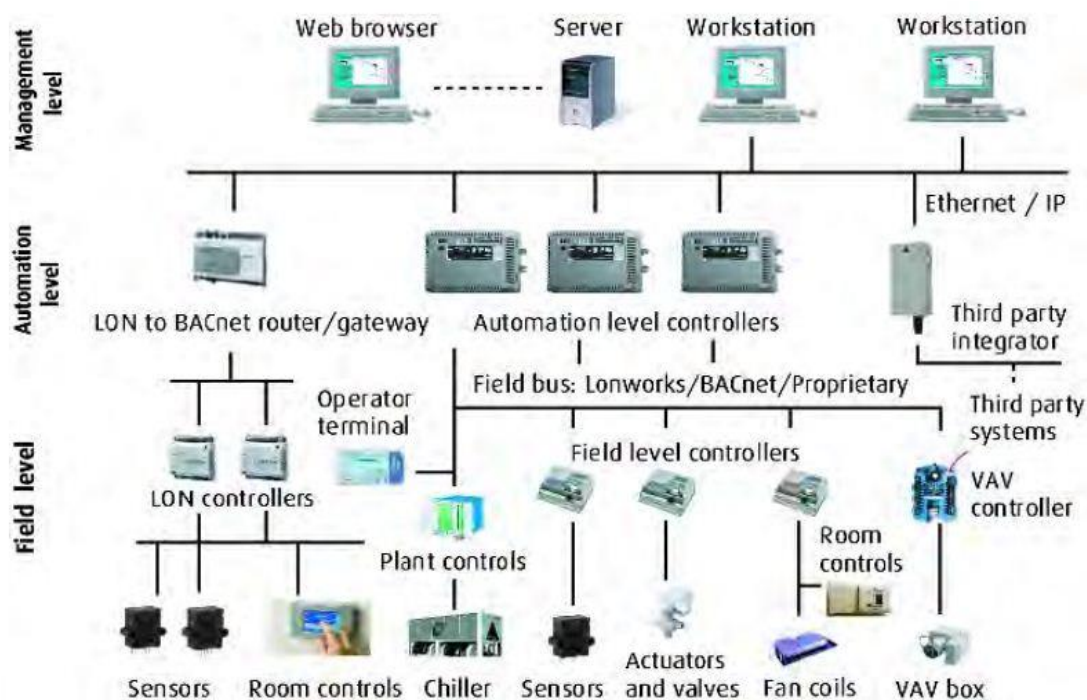 Management
level
Web browser
Server
Workstation
Workstation
Ethernet / IP
Automation
level
LON to BACnet router/gateway
Automation level controllers
Third party
integrator
Field bus: Lonworks/BACnet/Proprietary
Field level
Operator
terminal
Third party
systems
Field level controllers
LON controllers
VAV
controller
Plant controls
Room
controls
Sensors
Room controls
Chiller
Sensors
Actuators
and valves
Fan coils
VAV box